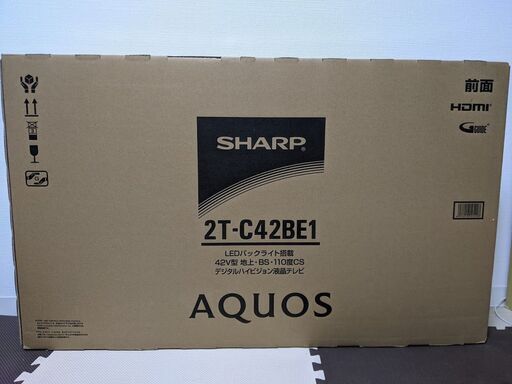 前面
HDMI
G GUIDE
SHARP
2T-C42BE1
LEDバックライト搭載
42V型 地上・BS・110度CS
デジタルハイビジョン液晶テレビ
AQUOS